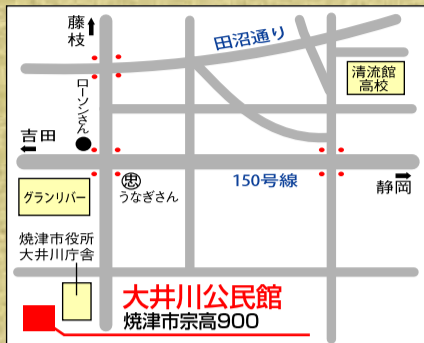 藤枝
田沼通り
清流館
高校
ローソンさん
吉田
忠
うなぎさん
150号線
静岡
グランリバー
焼津市役所
大井川庁舎
大井川公民館
焼津市宗高900